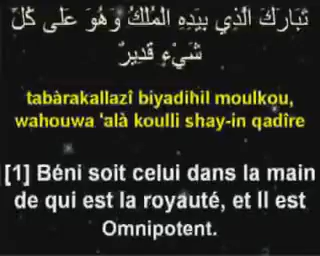 تَبَارَكَ الَّذِي بِيَدِهِ الْمُلْكُ وَهُوَ عَلَى كُلِّ
شَيْءٍ قَدِيرٌ
tabàrakallazî biyadihil moulkou,
wahouwa 'alà koulli shay-in qadîre
[1] Béni soit celui dans la main
de qui est la royauté, et Il est
Omnipotent.